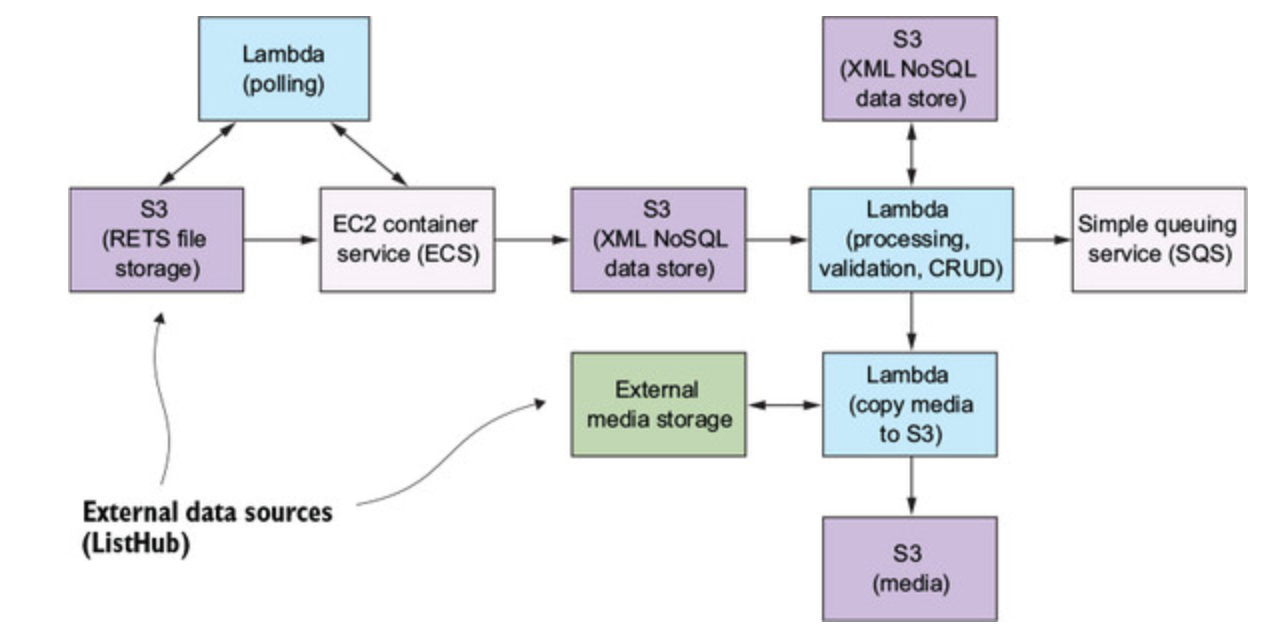 Lambda
(polling)
S3
(XML NoSQL
data store)
S3
(RETS file
storage)
EC2 container
service (ECS)
S3
(XML NoSQL
data store)
Lambda
(processing,
validation, CRUD)
Simple queuing
service (SQS)
External
media storage
Lambda
(copy media
to S3)
External data sources
(ListHub)
S3
(media)